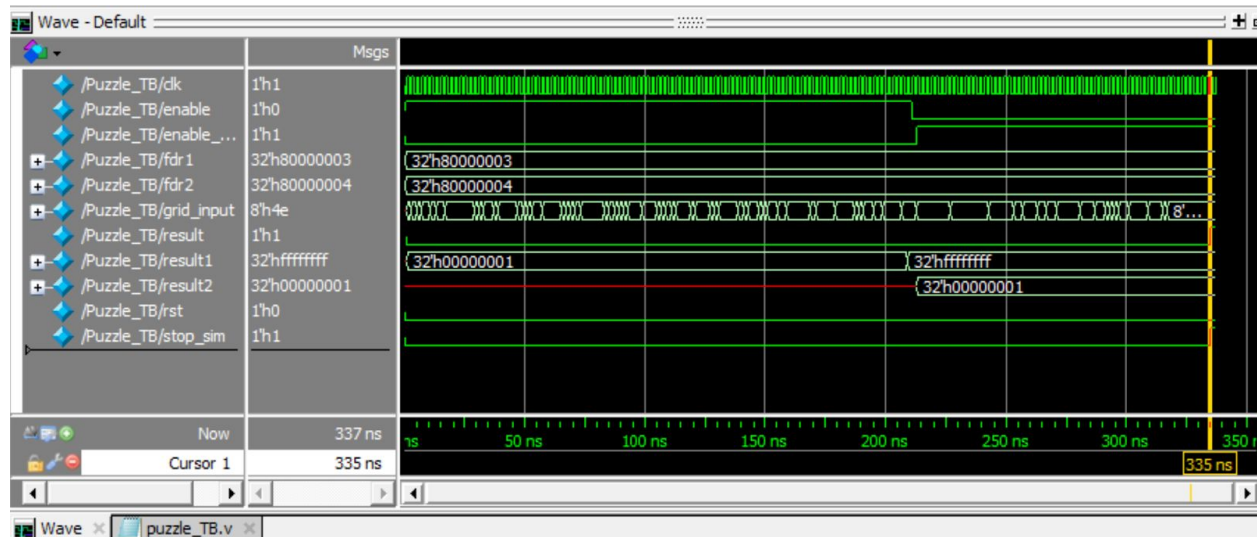 Wave - Default
Msgs
/Puzzle_TB/clk 1'h1
/Puzzle_TB/enable 1'h0
/Puzzle_TB/enable_... 1'h1
/Puzzle_TB/fdr1 32'h80000003 32'h80000003
/Puzzle_TB/fdr2 32'h80000004 32'h80000004
/Puzzle_TB/grid_input 8'h4e 8'...
/Puzzle_TB/result 1'h1
/Puzzle_TB/result1 32'hffffffff 32'h00000001 32'hffffffff
/Puzzle_TB/result2 32'h00000001 32'h00000001
/Puzzle_TB/rst 1'h0
/Puzzle_TB/stop_sim 1'h1
Now 337 ns ns 50 ns 100 ns 150 ns 200 ns 250 ns 300 ns 350
Cursor 1 335 ns 335 ns
Wave puzzle_TB.v